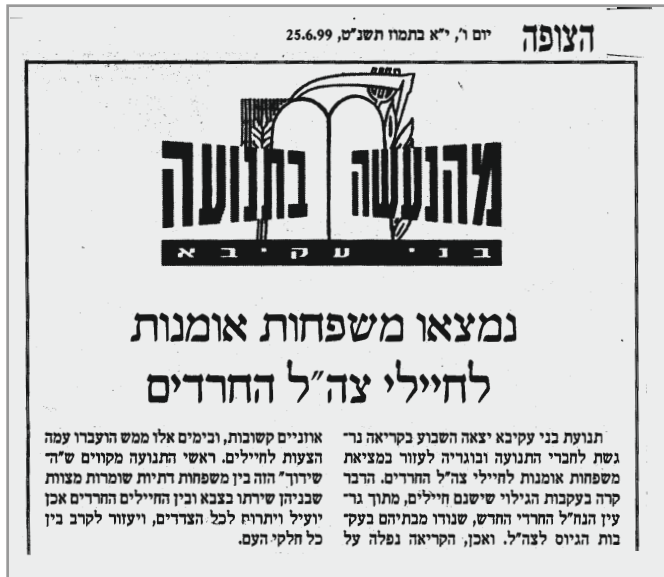 הצופה
יום ו', י"א בתמוז תשנ"ט, 25.6.99
מהנעשה בתנועה
בני עקיבא
נמצאו משפחות אומנות
לחיילי צה"ל החרדים
תנועת בני עקיבא יצאה השבוע בקריאה נר-
גשת לחברי התנועה ובוגריה לעזור במציאת
משפחות אומנות לחיילי צה"ל החרדים. הדבר
קרה בעקבות הגילוי שישנם חיילים, מתוך גר-
עין הנח"ל החרדי החדש, שנודו מבתיהם בעק-
בות הגיוס לצה"ל. ואכן, הקריאה נפלה על
אוזניים קשובות, ובימים אלו ממש הועברו עמה
הצעות לחיילים. ראשי התנועה מקווים ש"ה-
שידוך" הזה בין משפחות דתיות שומרות מצוות
שבניהן שירתו בצבא ובין החיילים החרדים אכן
יועיל ויתרום לכל הצדדים, ויעזור לקרב בין
כל חלקי העם.